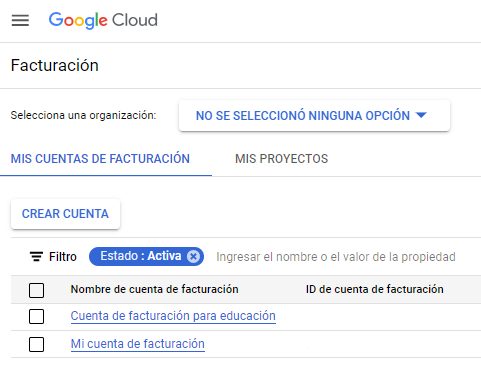 Google Cloud
Facturación
Selecciona una organización: NO SE SELECCIONÓ NINGUNA OPCIÓN
MIS CUENTAS DE FACTURACIÓN MIS PROYECTOS
CREAR CUENTA
Filtro Estado : Activa Ingresar el nombre o el valor de la propiedad
Nombre de cuenta de facturación ID de cuenta de facturación
Cuenta de facturación para educación
Mi cuenta de facturación